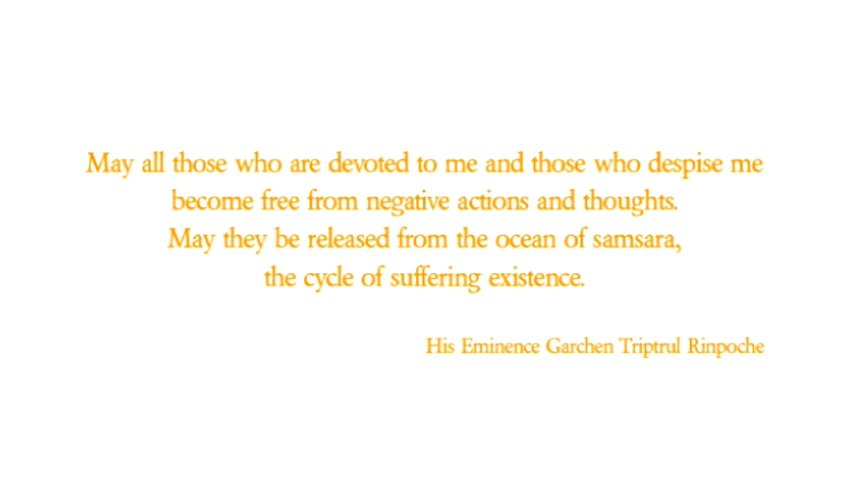 May all those who are devoted to me and those who despise me
become free from negative actions and thoughts.
May they be released from the ocean of samsara,
the cycle of suffering existence.
His Eminence Garchen Triptrul Rinpoche